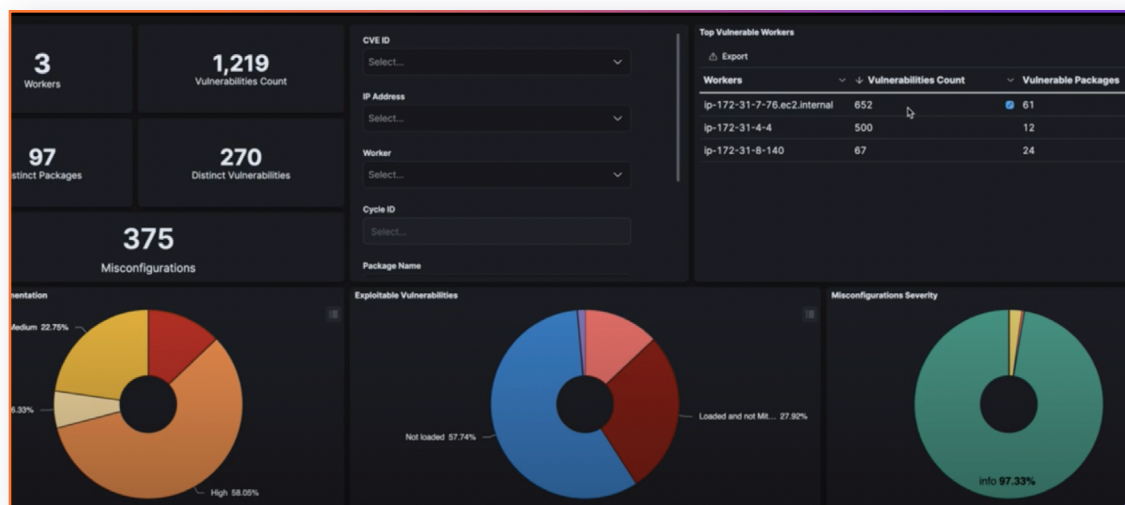 3
Workers
1,219
Vulnerabilities Count
97
stinct Packages
270
Distinct Vulnerabilities
375
Misconfigurations
CVE ID
Select...
IP Address
Select...
Worker
Select...
Cycle ID
Select...
Package Name
Top Vulnerable Workers
Export
Workers Vulnerabilities Count Vulnerable Packages
ip-172-31-7-76.ec2.internal 652 61
ip-172-31-4-4 500 12
ip-172-31-8-140 67 24
mentation
Medium 22.75%
6.33%
High 58.05%
Exploitable Vulnerabilities
Not loaded 57.74%
Loaded and not Mit... 27.92%
Misconfigurations Severity
info 97.33%